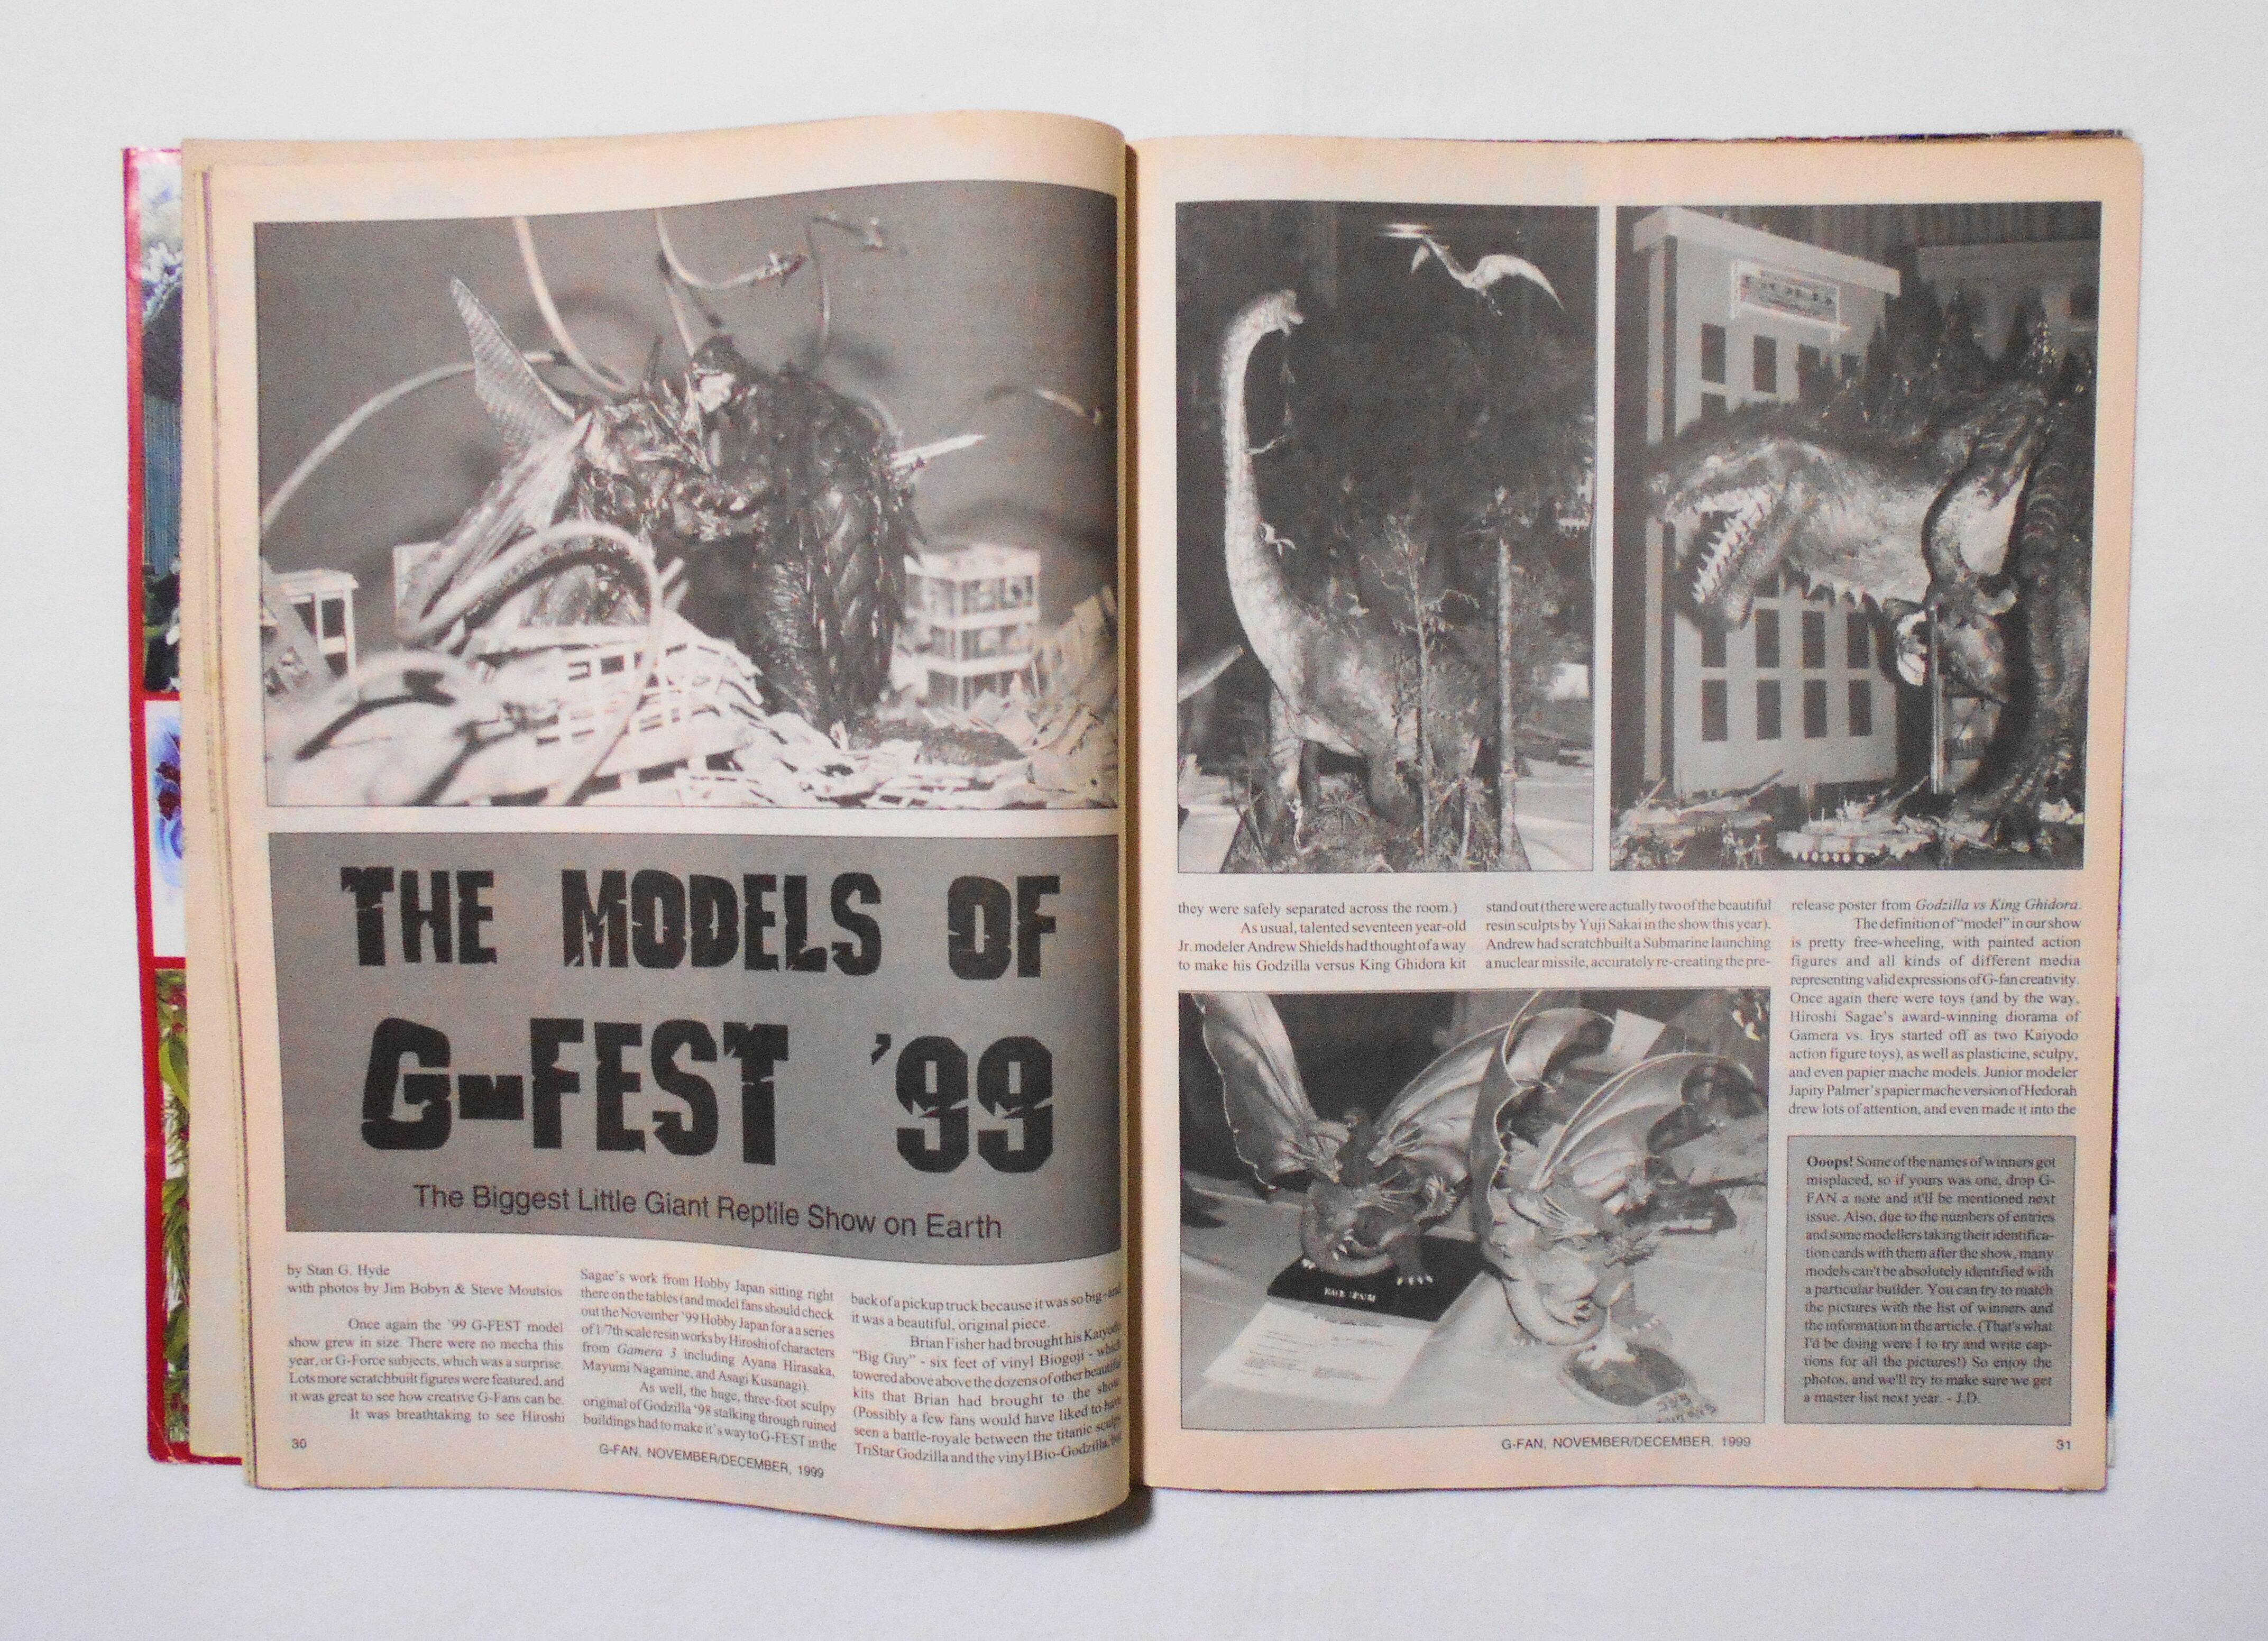 THE MODELS OF
G-FEST '99
The Biggest Little Giant Reptile Show on Earth
by Stan G. Hyde
with photos by Jim Bobyn & Steve Moutsios
Once again the '99 G-FEST model
show grew in size. There were no mecha this
year, or G-Force subjects, which was a surprise.
Lots more scratchbuilt figures were featured, and
it was great to see how creative G-Fans can be.
It was breathtaking to see Hiroshi
Sagae's work from Hobby Japan sitting right
there on the tables (and model fans should check
out the November '99 Hobby Japan for a a series
of 1/7th scale resin works by Hiroshi of characters
from Gamera 3 including Ayana Hirasaka,
Mayumi Nagamine, and Asagi Kusanagi).
As well, the huge, three-foot sculpy
original of Godzilla '98 stalking through ruined
buildings had to make it's way to G-FEST in the
back of a pickup truck because it was so big - and
it was a beautiful, original piece.
Brian Fisher had brought his Kaiyodo
"Big Guy" - six feet of vinyl Biogoji - which
towered above above the dozens of other beautiful
kits that Brian had brought to the show.
(Possibly a few fans would have liked to have
seen a battle-royale between the titanic sculpy
TriStar Godzilla and the vinyl Bio-Godzilla, but
30
G-FAN, NOVEMBER/DECEMBER, 1999
they were safely separated across the room.)
As usual, talented seventeen year-old
Jr. modeler Andrew Shields had thought of a way
to make his Godzilla versus King Ghidora kit
stand out (there were actually two of the beautiful
resin sculpts by Yuji Sakai in the show this year).
Andrew had scratchbuilt a Submarine launching
a nuclear missile, accurately re-creating the pre-
release poster from Godzilla vs King Ghidora.
The definition of "model" in our show
is pretty free-wheeling, with painted action
figures and all kinds of different media
representing valid expressions of G-fan creativity.
Once again there were toys (and by the way,
Hiroshi Sagae's award-winning diorama of
Gamera vs. Irys started off as two Kaiyodo
action figure toys), as well as plasticine, sculpy,
and even papier mache models. Junior modeler
Japity Palmer's papier mache version of Hedorah
drew lots of attention, and even made it into the
Ooops! Some of the names of winners got
misplaced, so if yours was one, drop G-
FAN a note and it'll be mentioned next
issue. Also, due to the numbers of entries
and some modellers taking their identifica-
tion cards with them after the show, many
models can't be absolutely identified with
a particular builder. You can try to match
the pictures with the list of winners and
the information in the article. (That's what
I'd be doing were I to try and write cap-
tions for all the pictures!) So enjoy the
photos, and we'll try to make sure we get
a master list next year. - J.D.
G-FAN, NOVEMBER/DECEMBER, 1999
31